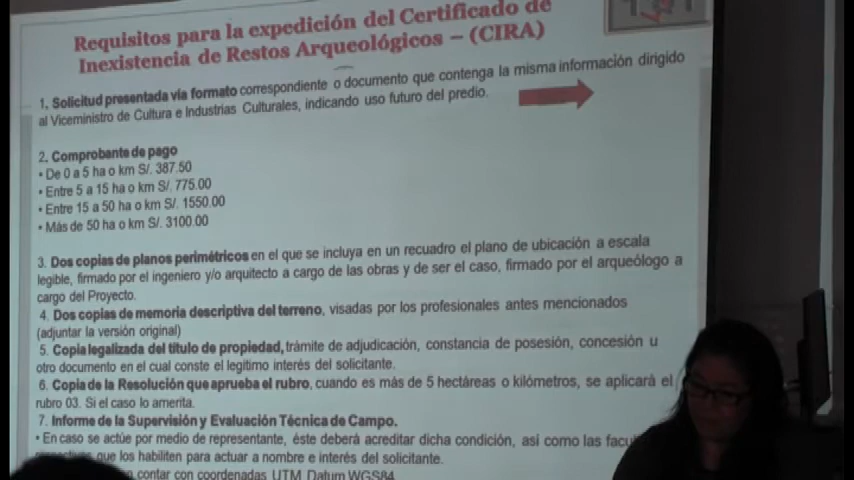 Requisitos para la expedición del Certificado de
Inexistencia de Restos Arqueológicos – (CIRA)
1. Solicitud presentada vía formato correspondiente o documento que contenga la misma información dirigido
al Viceministro de Cultura e Industrias Culturales, indicando uso futuro del predio.
2. Comprobante de pago
• De 0 a 5 ha o km S/. 387.50
• Entre 5 a 15 ha o km S/. 775.00
• Entre 15 a 50 ha o km S/. 1550.00
• Más de 50 ha o km S/. 3100.00
3. Dos copias de planos perimétricos en el que se incluya en un recuadro el plano de ubicación a escala
legible, firmado por el ingeniero y/o arquitecto a cargo de las obras y de ser el caso, firmado por el arqueólogo a
cargo del Proyecto.
4. Dos copias de memoria descriptiva del terreno, visadas por los profesionales antes mencionados
(adjuntar la versión original)
5. Copia legalizada del título de propiedad, trámite de adjudicación, constancia de posesión, concesión u
otro documento en el cual conste el legítimo interés del solicitante.
6. Copia de la Resolución que aprueba el rubro, cuando es más de 5 hectáreas o kilómetros, se aplicará el
rubro 03. Si el caso lo amerita.
7. Informe de la Supervisión y Evaluación Técnica de Campo.
• En caso se actúe por medio de representante, éste deberá acreditar dicha condición, así como las facu
que los habiliten para actuar a nombre e interés del solicitante.
contar con coordenadas UTM Datum WGS84